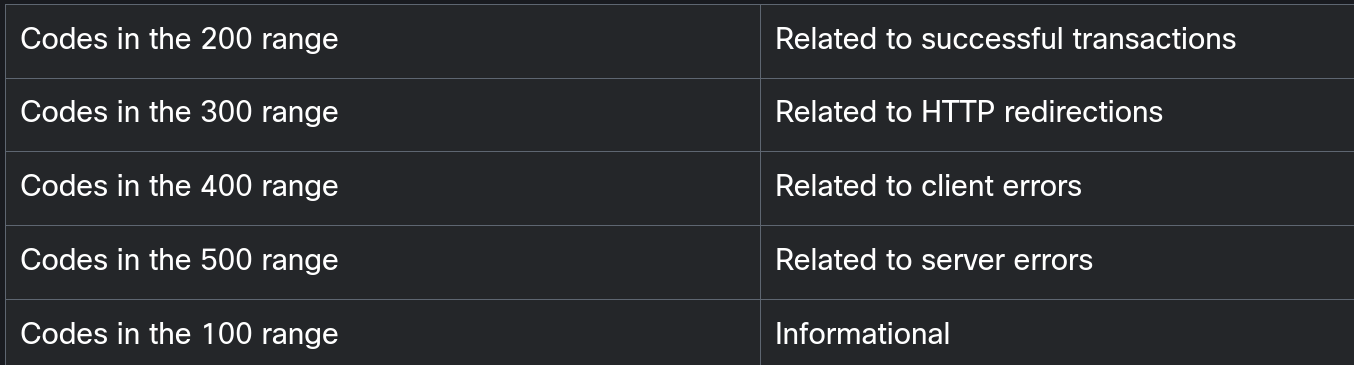 Codes in the 200 range Related to successful transactions
Codes in the 300 range Related to HTTP redirections
Codes in the 400 range Related to client errors
Codes in the 500 range Related to server errors
Codes in the 100 range Informational